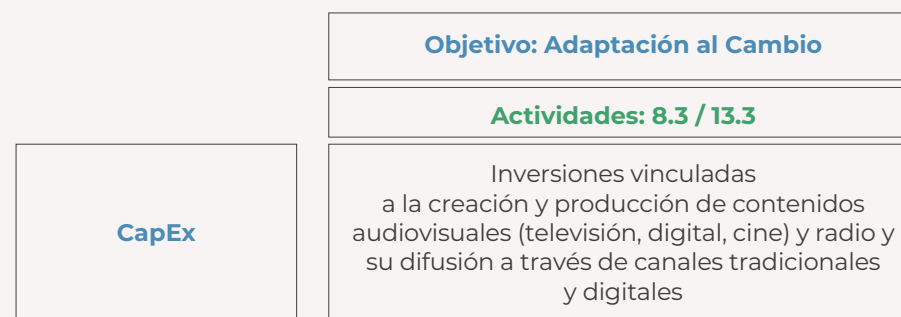 Objetivo: Adaptación al Cambio
Actividades: 8.3 / 13.3
CapEx
Inversiones vinculadas
a la creación y producción de contenidos
audiovisuales (televisión, digital, cine) y radio y
su difusión a través de canales tradicionales
y digitales